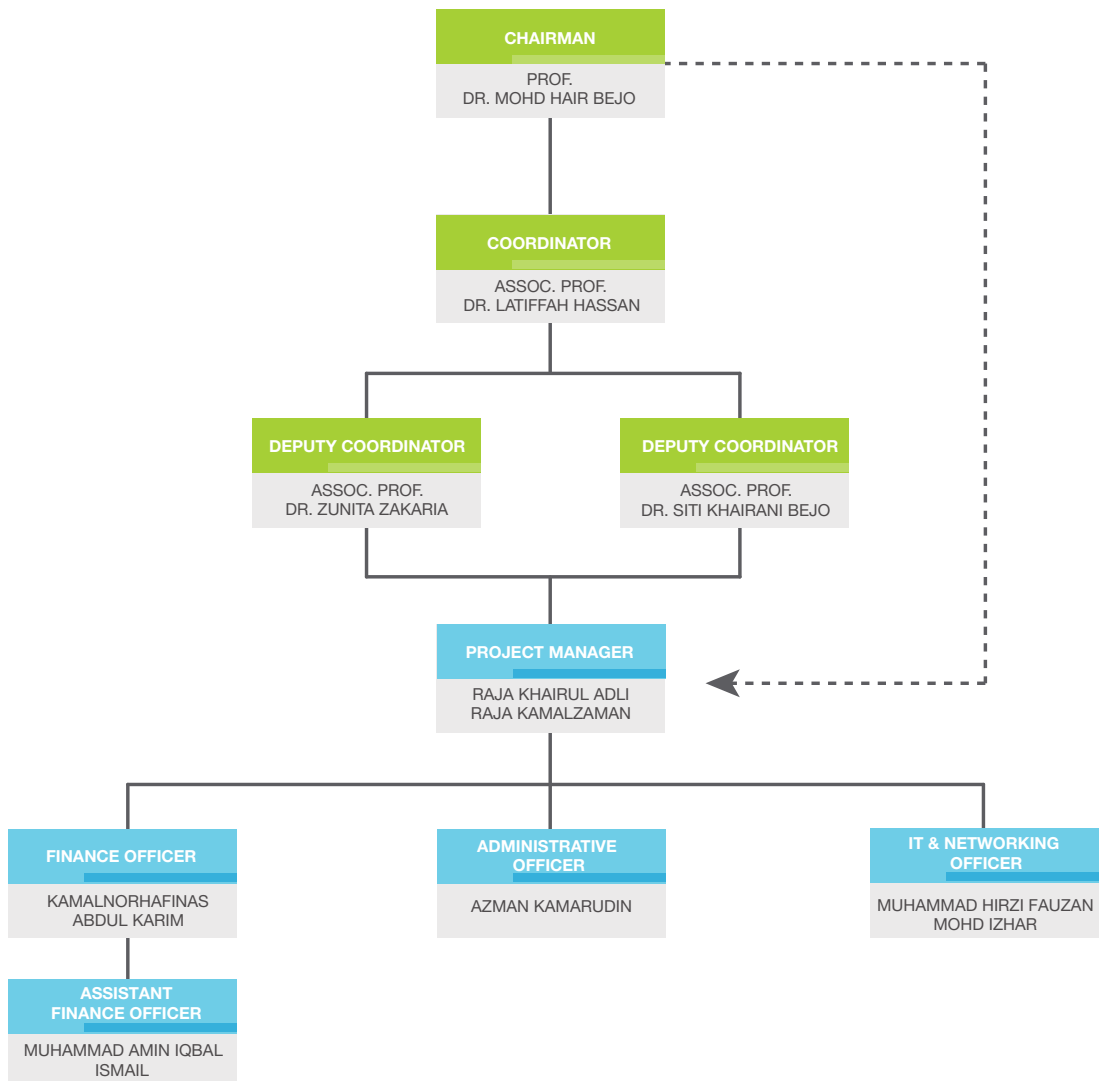 CHAIRMAN
PROF.
DR. MOHD HAIR BEJO
COORDINATOR
ASSOC. PROF.
DR. LATIFFAH HASSAN
DEPUTY COORDINATOR
ASSOC. PROF.
DR. ZUNITA ZAKARIA
DEPUTY COORDINATOR
ASSOC. PROF.
DR. SITI KHAIRANI BEJO
PROJECT MANAGER
RAJA KHAIRUL ADLI
RAJA KAMALZAMAN
FINANCE OFFICER
KAMALNORHAFINAS
ABDUL KARIM
ADMINISTRATIVE
OFFICER
AZMAN KAMARUDIN
IT & NETWORKING
OFFICER
MUHAMMAD HIRZI FAUZAN
MOHD IZHAR
ASSISTANT
FINANCE OFFICER
MUHAMMAD AMIN IQBAL
ISMAIL